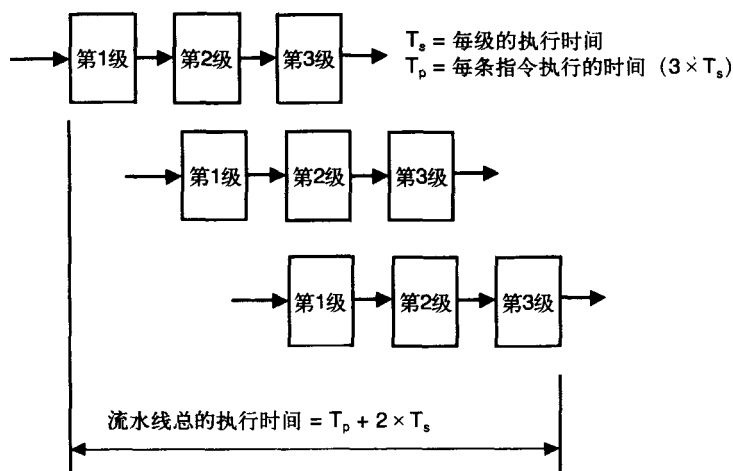 第1级 第2级 第3级
Tₛ = 每级的执行时间
Tₚ = 每条指令执行的时间（3 × Tₛ）
第1级 第2级 第3级
第1级 第2级 第3级
流水线总的执行时间 = Tₚ + 2 × Tₛ